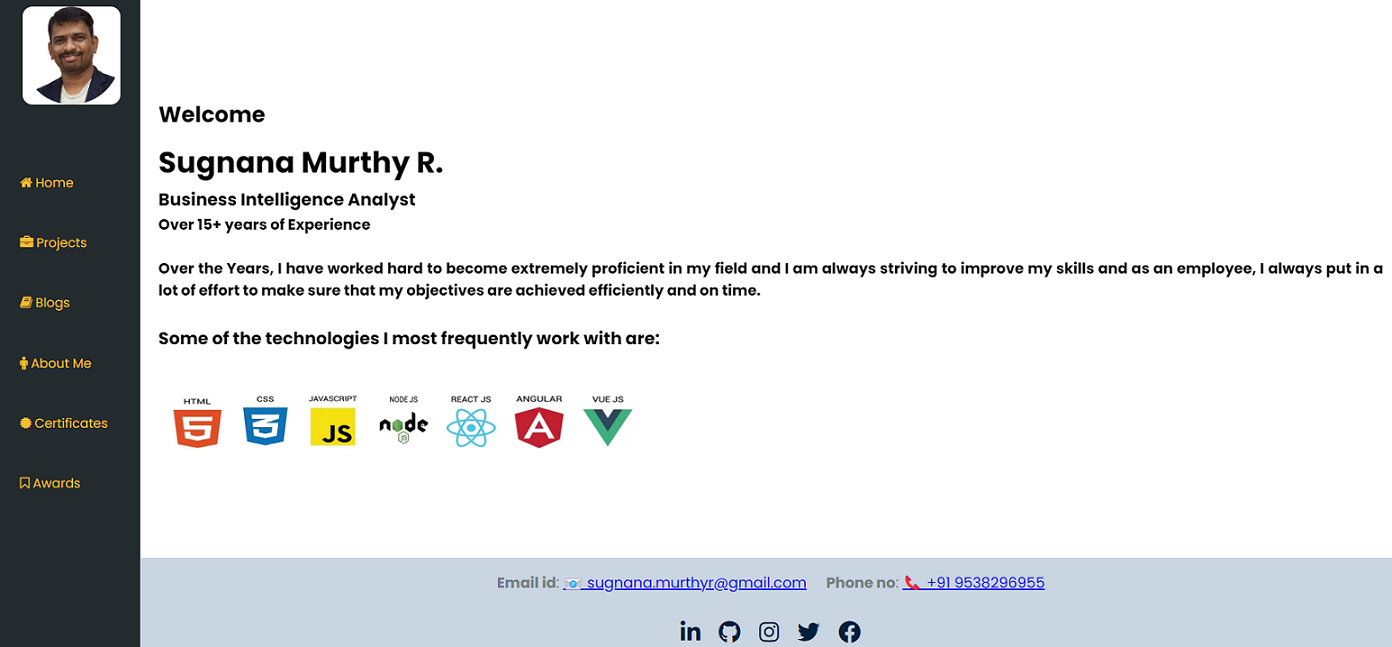 Welcome
Sugnana Murthy R.
Business Intelligence Analyst
Over 15+ years of Experience
Over the Years, I have worked hard to become extremely proficient in my field and I am always striving to improve my skills and as an employee, I always put in a
lot of effort to make sure that my objectives are achieved efficiently and on time.
Some of the technologies I most frequently work with are:
HTML CSS JAVASCRIPT NODE JS REACT JS ANGULAR VUE JS
5 3 JS node JS A
Home
Projects
Blogs
About Me
Certificates
Awards
Email id: sugnana.murthyr@gmail.com Phone no: +91 9538296955
in